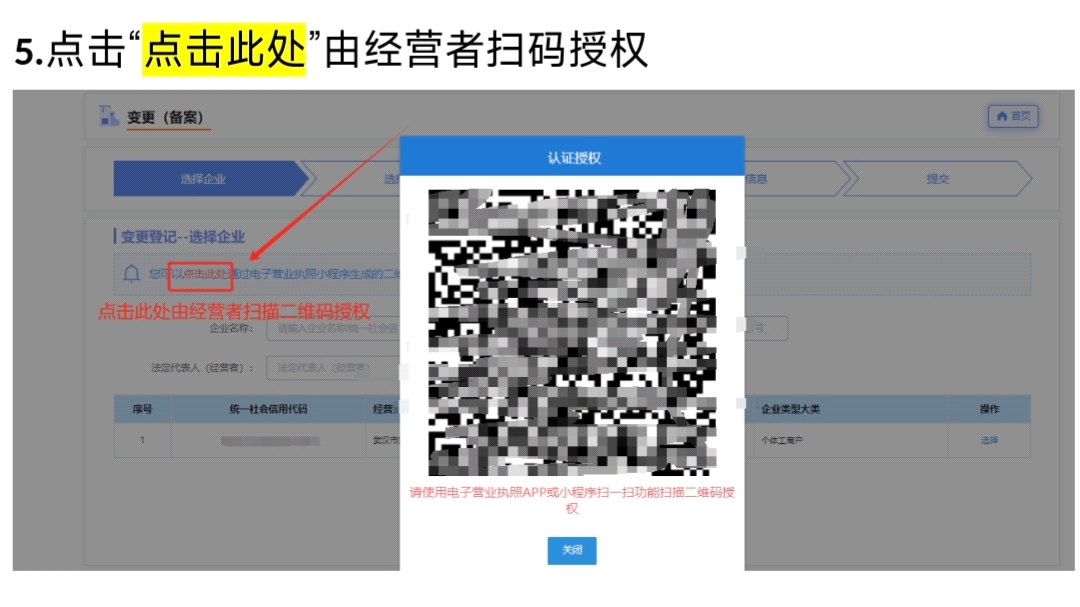 5.点击“点击此处”由经营者扫码授权
变更（备案）
首页
认证授权
选择企业
信息
提交
变更登记--选择企业
您可以点击此处通过电子营业执照小程序生成的二
点击此处由经营者扫描二维码授权
企业名称：
请输入企业名称/统一社会信
法定代表人（经营者）：
法定代表人（经营者）
序号 统一社会信用代码 经营 企业类型大类 操作
1 武汉市 个体工商户 选择
请使用电子营业执照APP或小程序扫一扫功能扫描二维码授
权
关闭